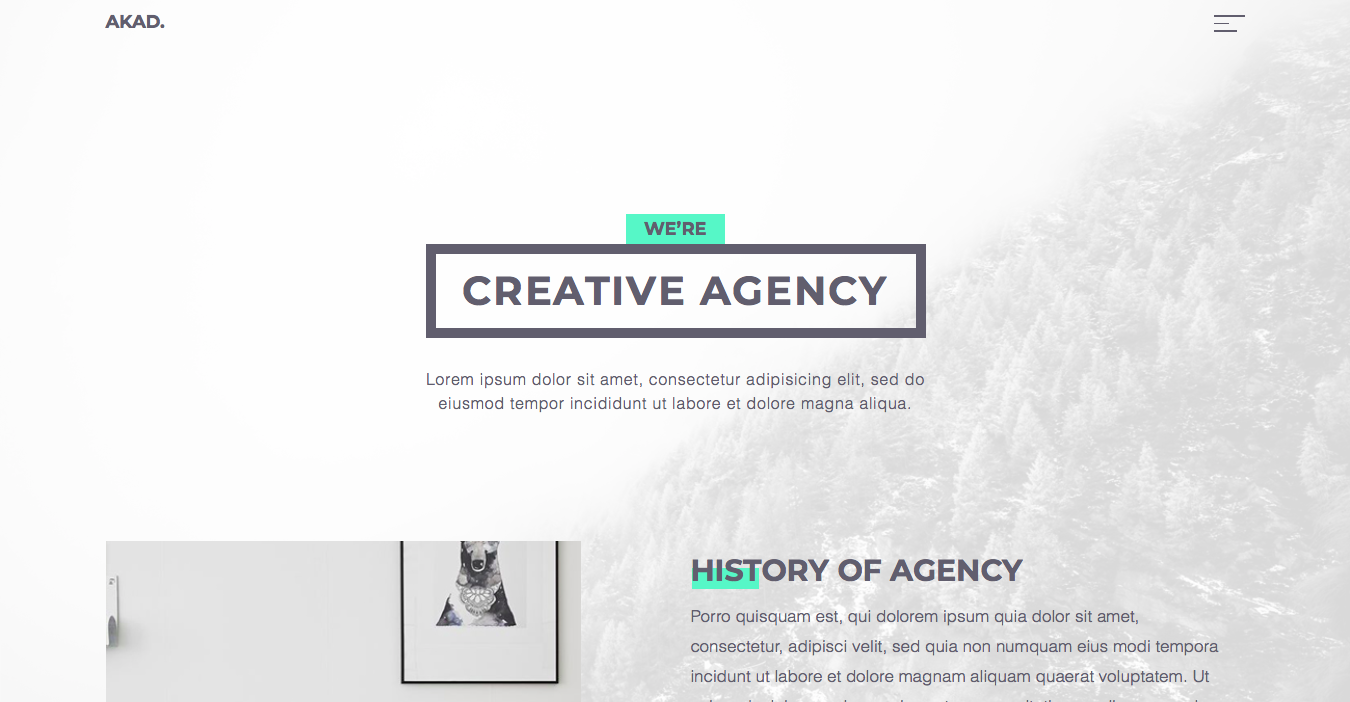 AKAD.
WE'RE
CREATIVE AGENCY
Lorem ipsum dolor sit amet, consectetur adipisicing elit, sed do
eiusmod tempor incididunt ut labore et dolore magna aliqua.
HISTORY OF AGENCY
Porro quisquam est, qui dolorem ipsum quia dolor sit amet,
consectetur, adipisci velit, sed quia non numquam eius modi tempora
incidunt ut labore et dolore magnam aliquam quaerat voluptatem. Ut